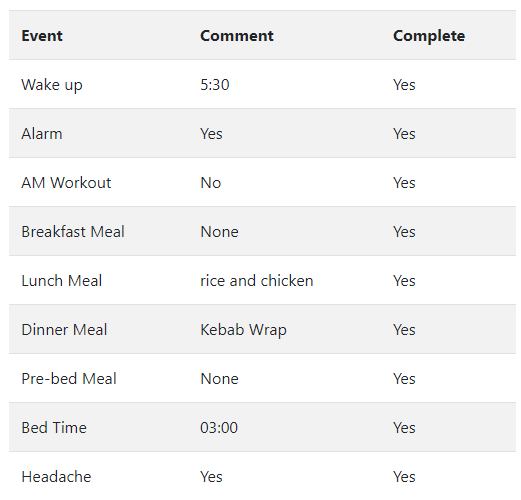 Event Comment Complete
Wake up 5:30 Yes
Alarm Yes Yes
AM Workout No Yes
Breakfast Meal None Yes
Lunch Meal rice and chicken Yes
Dinner Meal Kebab Wrap Yes
Pre-bed Meal None Yes
Bed Time 03:00 Yes
Headache Yes Yes